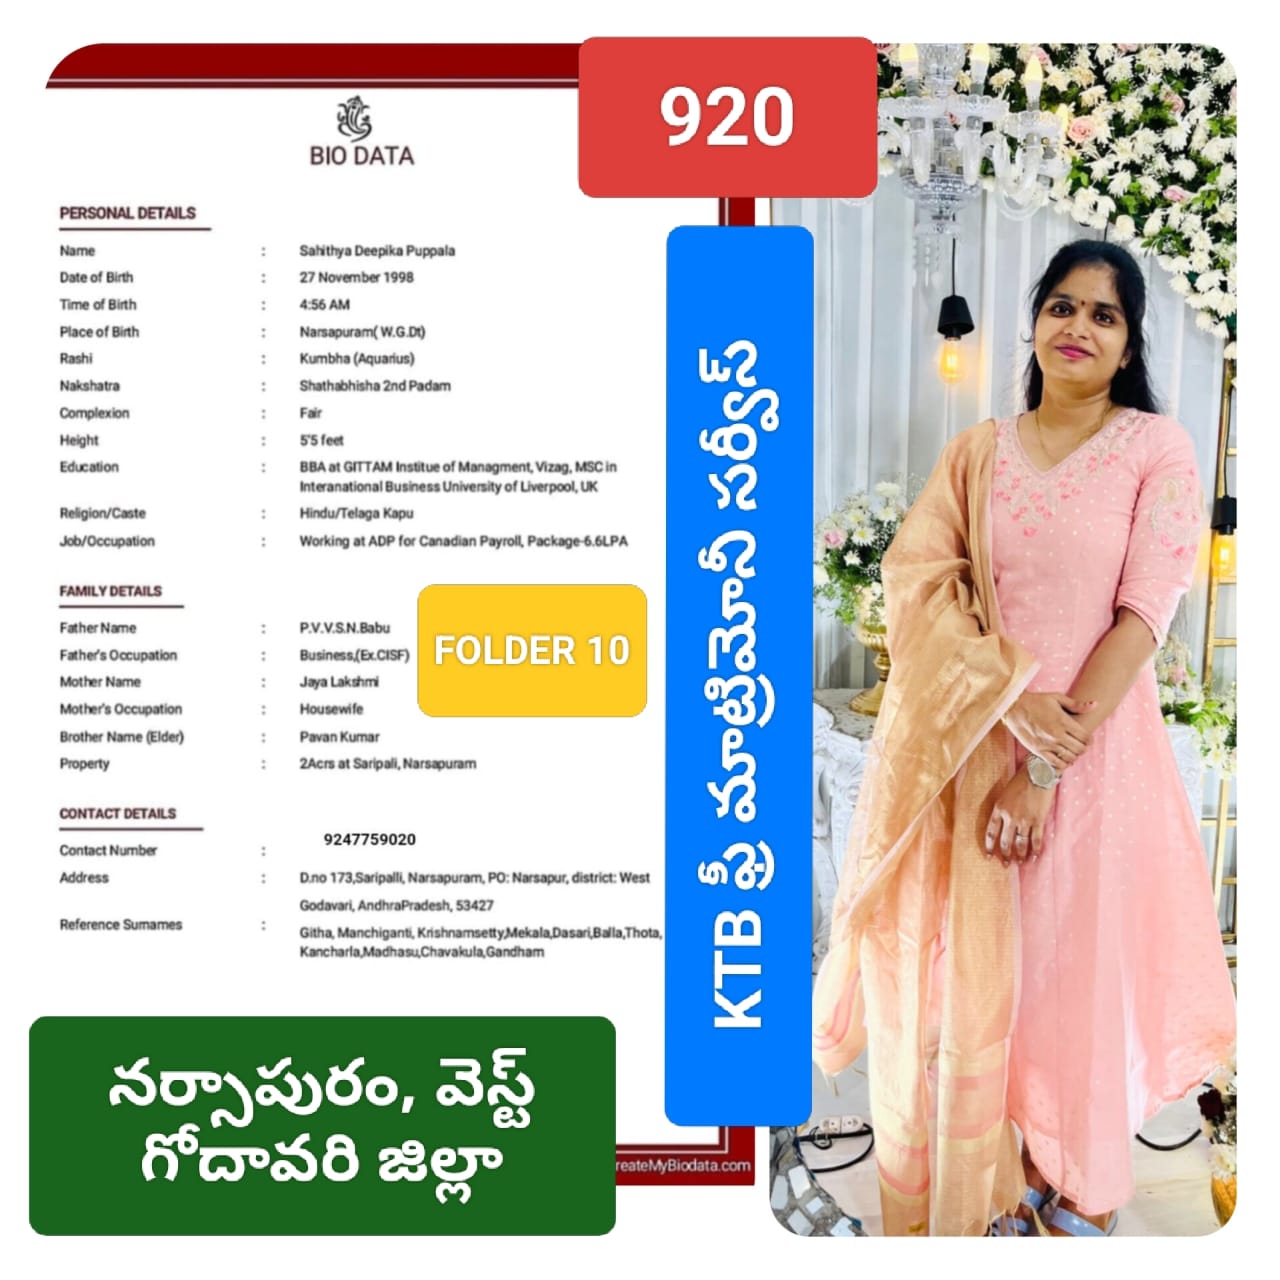 920
BIO DATA
PERSONAL DETAILS
Name : Sahithya Deepika Puppala
Date of Birth : 27 November 1998
Time of Birth : 4:56 AM
Place of Birth : Narsapuram( W.G.Dt)
Rashi : Kumbha (Aquarius)
Nakshatra : Shathabhisha 2nd Padam
Complexion : Fair
Height : 5'5 feet
Education : BBA at GITTAM Institue of Managment, Vizag, MSC in
Interanational Business University of Liverpool, UK
Religion/Caste : Hindu/Telaga Kapu
Job/Occupation : Working at ADP for Canadian Payroll, Package-6.6LPA
FAMILY DETAILS
Father Name : P.V.V.S.N.Babu
Father's Occupation : Business,(Ex.CISF)
Mother Name : Jaya Lakshmi
Mother's Occupation : Housewife
Brother Name (Elder) : Pavan Kumar
Property : 2Acrs at Saripali, Narsapuram
FOLDER 10
CONTACT DETAILS
Contact Number : 9247759020
Address : D.no 173,Saripalli, Narsapuram, PO: Narsapur, district: West
Godavari, AndhraPradesh, 53427
Reference Surnames : Githa, Manchiganti, Krishnamsetty,Mekala,Dasari,Balla,Thota,
Kancharla,Madhasu,Chavakula,Gandham
KTB ఫ్రీ మాట్రిమోనీ సర్వీస్
నర్సాపురం, వెస్ట్
గోదావరి జిల్లా
reateMyBiodata.com